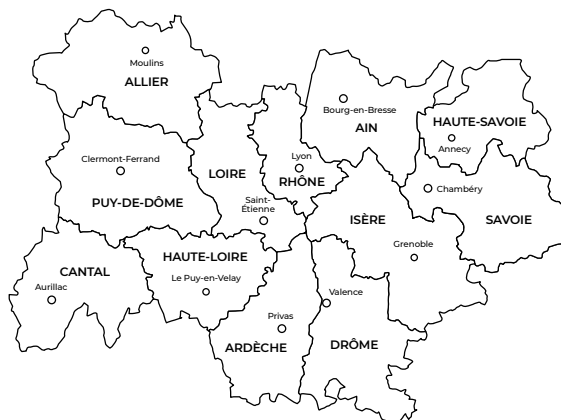 Moulins
ALLIER
Bourg-en-Bresse
AIN
HAUTE-SAVOIE
Annecy
Clermont-Ferrand
PUY-DE-DÔME
LOIRE
Saint-
Étienne
Lyon
RHÔNE
Chambéry
SAVOIE
ISÈRE
Grenoble
CANTAL
Aurillac
HAUTE-LOIRE
Le Puy-en-Velay
Privas
ARDÈCHE
Valence
DRÔME